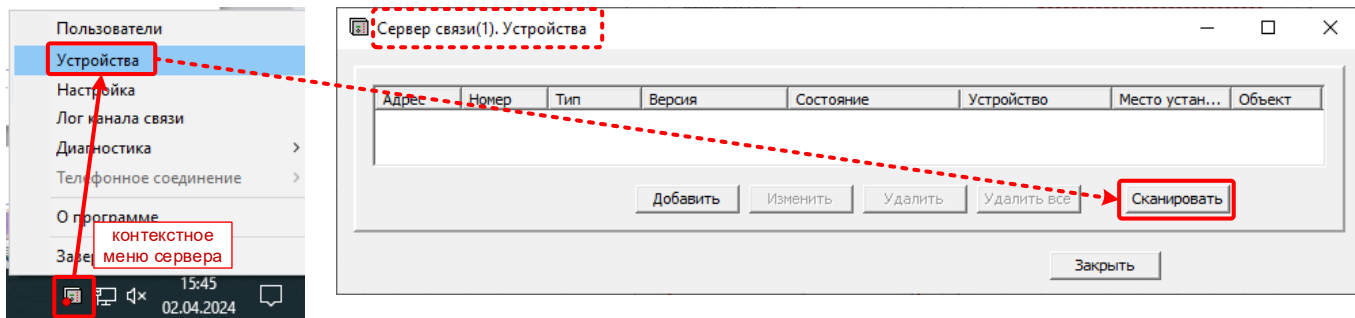 Пользователи
Устройства
Настройка
Лог канала связи
Диагностика
Телефонное соединение
О программе
контекстное
меню сервера
15:45
02.04.2024
Сервер связи(1). Устройства
Адрес Номер Тип Версия Состояние Устройство Место устан... Объект
Добавить Изменить Удалить Удалить все Сканировать
Закрыть